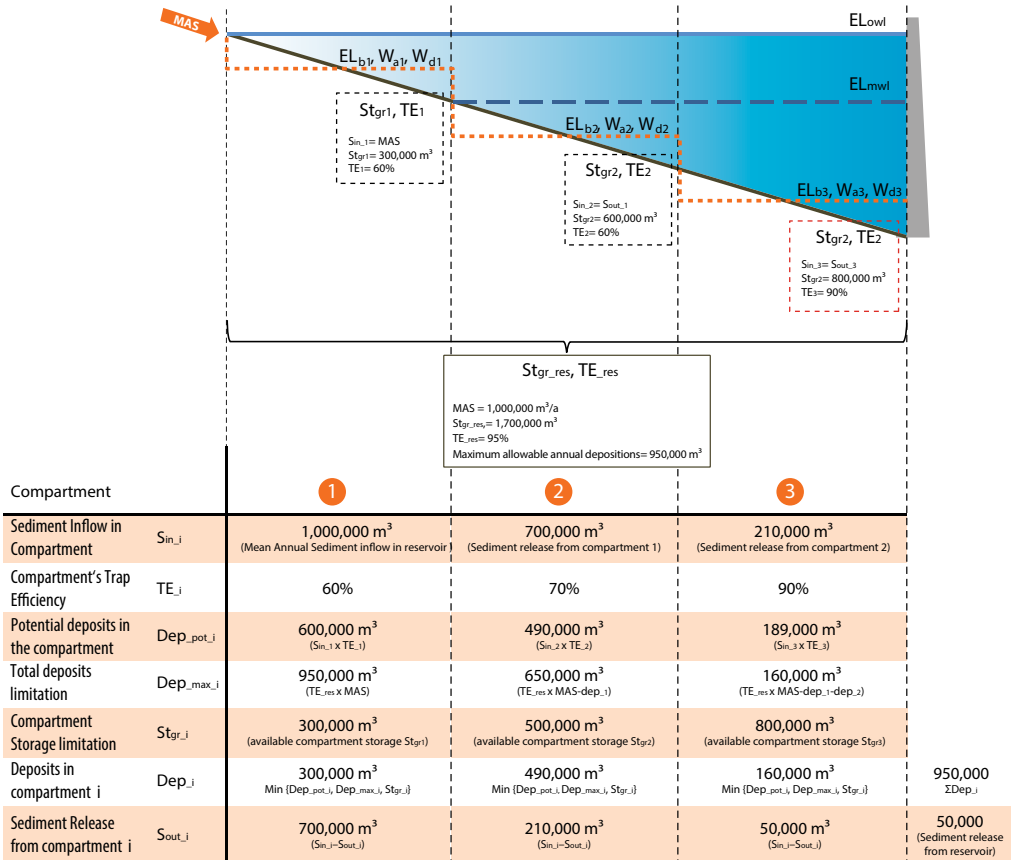 MAS
ELowl
ELb1, Wa1, Wd1
ELmwl
Stgr1, TE1
Sin_1= MAS
Stgr1= 300,000 m³
TE1= 60%
ELb2, Wa2, Wd2
Stgr2, TE2
Sin_2= Sout_1
Stgr2= 600,000 m³
TE2= 60%
ELb3, Wa3, Wd3
Stgr2, TE2
Sin_3= Sout_3
Stgr2= 800,000 m³
TE3= 90%
Stgr_res, TE_res
MAS = 1,000,000 m³/a
Stgr_res,= 1,700,000 m³
TE_res= 95%
Maximum allowable annual depositions= 950,000 m³
Compartment 1 2 3
Sediment Inflow in
Compartment
Sin_i
1,000,000 m³
(Mean Annual Sediment inflow in reservoir)
700,000 m³
(Sediment release from compartment 1)
210,000 m³
(Sediment release from compartment 2)
Compartment's Trap
Efficiency
TE_i
60%
70%
90%
Potential deposits in
the compartment
Dep_pot_i
600,000 m³
(Sin_1 x TE_1)
490,000 m³
(Sin_2 x TE_2)
189,000 m³
(Sin_3 x TE_3)
Total deposits
limitation
Dep_max_i
950,000 m³
(TE_res x MAS)
650,000 m³
(TE_res x MAS-dep_1)
160,000 m³
(TE_res x MAS-dep_1-dep_2)
Compartment
Storage limitation
Stgr_i
300,000 m³
(available compartment storage Stgr1)
500,000 m³
(available compartment storage Stgr2)
800,000 m³
(available compartment storage Stgr3)
Deposits in
compartment i
Dep_i
300,000 m³
Min {Dep_pot_i, Dep_max_i, Stgr_i}
490,000 m³
Min {Dep_pot_i, Dep_max_i, Stgr_i}
160,000 m³
Min {Dep_pot_i, Dep_max_i, Stgr_i}
950,000
ΣDep_i
Sediment Release
from compartment i
Sout_i
700,000 m³
(Sin_i–Sout_i)
210,000 m³
(Sin_i–Sout_i)
50,000 m³
(Sin_i–Sout_i)
50,000
(Sediment release
from reservoir)